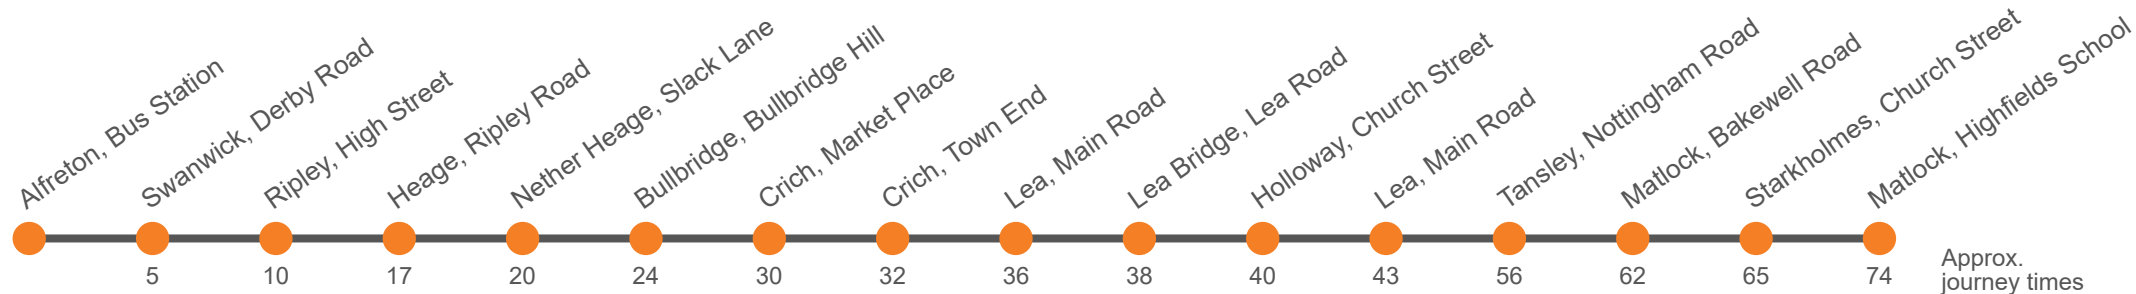 Alfreton, Bus Station
Swanwick, Derby Road
Ripley, High Street
Heage, Ripley Road
Nether Heage, Slack Lane
Bullbridge, Bullbridge Hill
Crich, Market Place
Crich, Town End
Lea, Main Road
Lea Bridge, Lea Road
Holloway, Church Street
Lea, Main Road
Tansley, Nottingham Road
Matlock, Bakewell Road
Starkholmes, Church Street
Matlock, Highfields School
5 10 17 20 24 30 32 36 38 40 43 56 62 65 74
Approx.
journey times